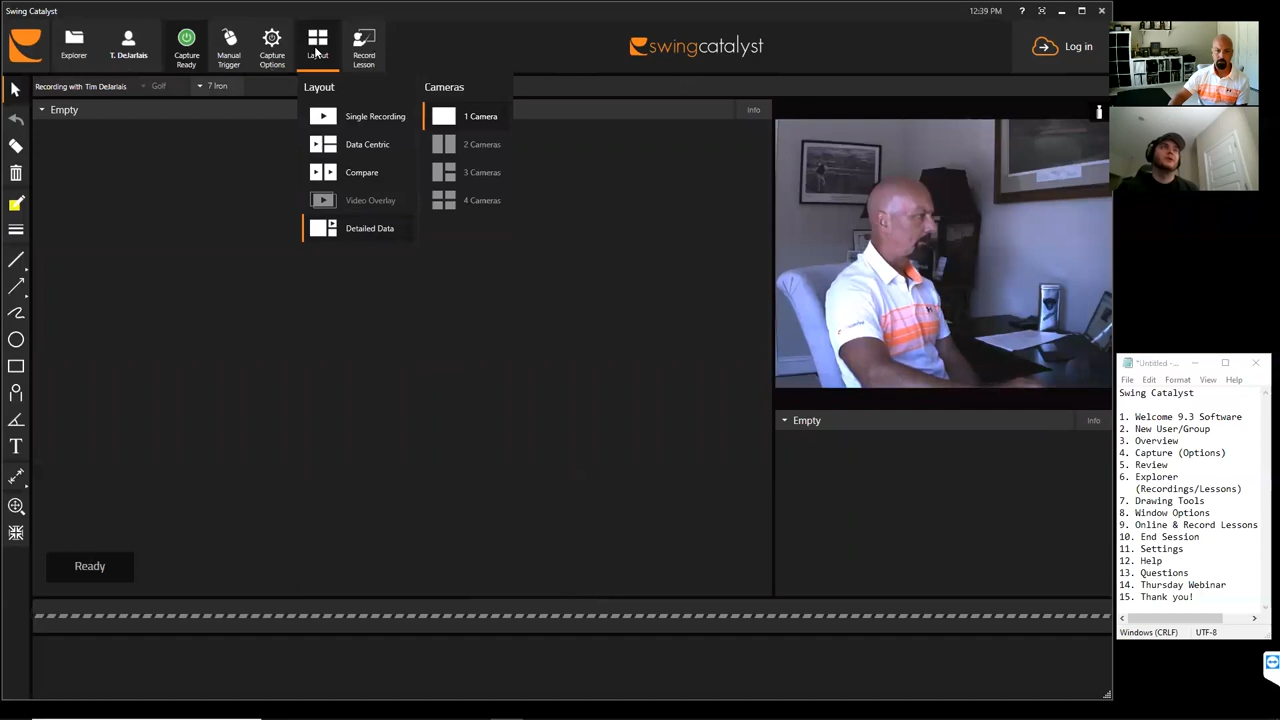 Swing Catalyst
12:39 PM
?
Explorer
T. DeJarlais
Capture
Ready
Manual
Trigger
Capture
Options
Layout
Record
Lesson
swingcatalyst
Log in
Recording with Tim DeJarlais
Golf
7 Iron
Layout
Cameras
Empty
Info
Single Recording
1 Camera
Data Centric
2 Cameras
Compare
3 Cameras
Video Overlay
4 Cameras
Detailed Data
T
Ready
Empty
Info
*Untitled -...
File Edit Format View Help
Swing Catalyst
1. Welcome 9.3 Software
2. New User/Group
3. Overview
4. Capture (Options)
5. Review
6. Explorer
(Recordings/Lessons)
7. Drawing Tools
8. Window Options
9. Online & Record Lessons
10. End Session
11. Settings
12. Help
13. Questions
14. Thursday Webinar
15. Thank you!
Windows (CRLF) UTF-8